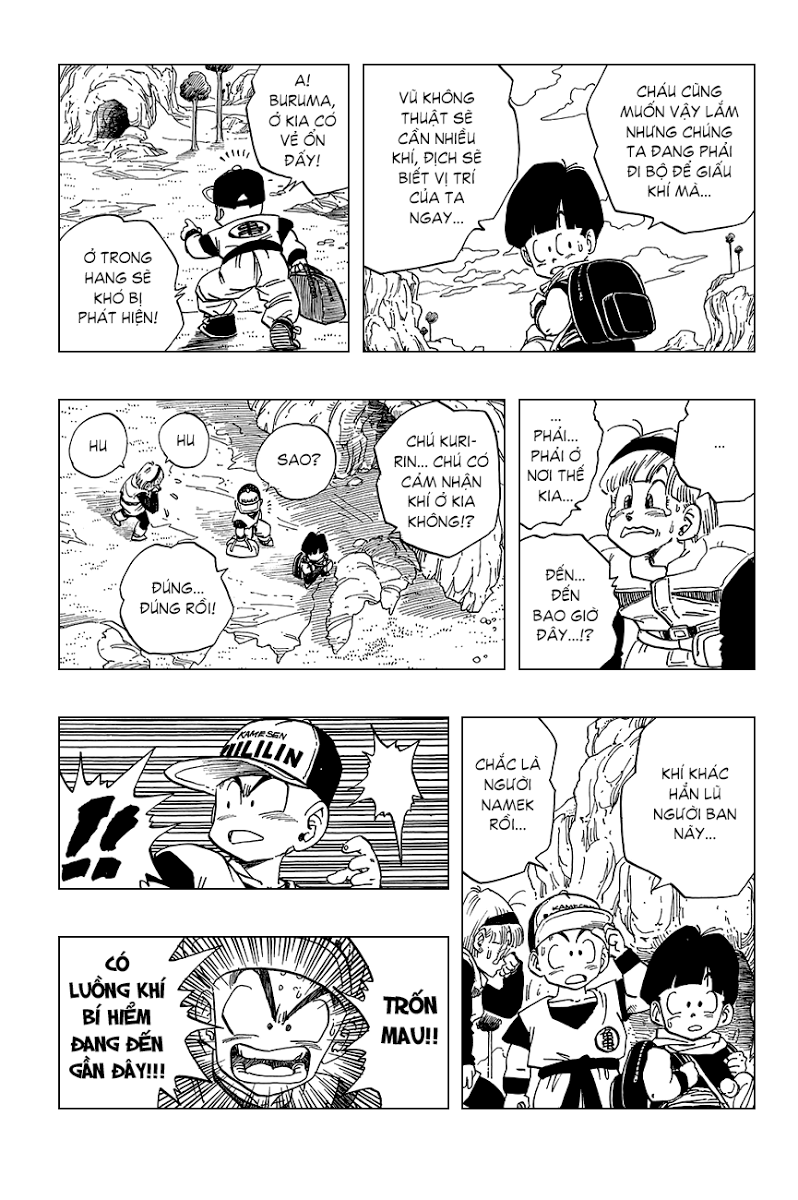 CHÁU CŨNG
MUỐN VẬY LẮM
NHƯNG CHÚNG
TA ĐANG PHẢI
ĐI BỘ ĐỂ GIẤU
KHÍ MÀ...
VŨ KHÔNG
THUẬT SẼ
CẦN NHIỀU
KHÍ, ĐỊCH SẼ
BIẾT VỊ TRÍ
CỦA TA
NGAY...
A!
BURUMA,
Ở KIA CÓ
VẺ ỔN
ĐẤY!
Ở TRONG
HANG SẼ
KHÓ BỊ
PHÁT HIỆN!
...
...
PHẢI...
PHẢI Ở
NƠI THẾ
KIA...
ĐẾN...
ĐẾN
BAO GIỜ
ĐÂY...!?
CHÚ KURI-
RIN... CHÚ CÓ
CẢM NHẬN
KHÍ Ở KIA
KHÔNG!?
SAO?
HU
HU
ĐÚNG...
ĐÚNG RỒI!
KHÍ KHÁC
HẲN LŨ
NGƯỜI BAN
NÃY...
CHẮC LÀ
NGƯỜI
NAMEK
RỒI...
KAMESEN
KAMESEN
MILILIN
!!
TRỐN
MAU!!
CÓ
LUỒNG KHÍ
BÍ HIỂM
ĐANG ĐẾN
GẦN ĐÂY!!!